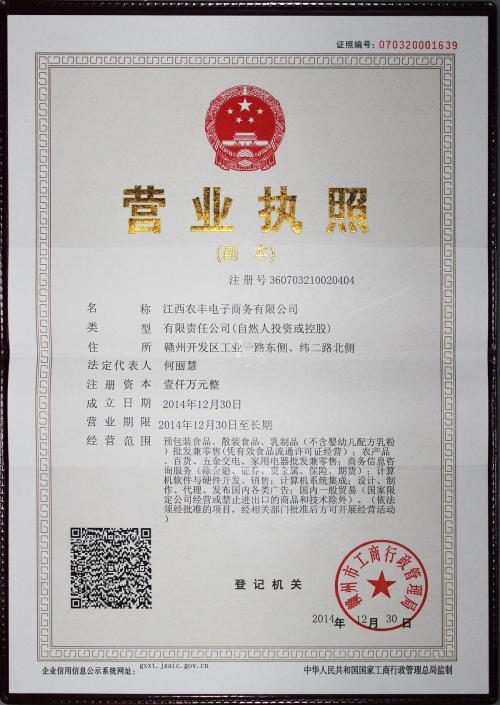 证照编号：070320001639
营业执照
(副 本)
注册号 360703210020404
名 称 江西农丰电子商务有限公司
类 型 有限责任公司(自然人投资或控股)
住 所 赣州开发区工业一路东侧、纬二路北侧
法定代表人 何丽慧
注册资本 壹仟万元整
成立日期 2014年12月30日
营业期限 2014年12月30日至长期
经营范围 预包装食品、散装食品、乳制品（不含婴幼儿配方乳粉
）批发兼零售(凭有效食品流通许可证经营)；农产品
、百货、五金交电、家用电器批发兼零售；商务信息咨
询服务（除金融、证券、贵金属、保险、期货）；计算
机软件与硬件开发、销售；计算机系统集成；设计、制
作、代理、发布国内各类广告；国内一般贸易（国家限
定公司经营或禁止进出口的商品和技术除外）。（依法
须经批准的项目，经相关部门批准后方可开展经营活动
）
登记机关
赣州市工商行政管理局
2014年 12月 30日
企业信用信息公示系统网址：gsxt.jxaic.gov.cn
中华人民共和国国家工商行政管理总局监制